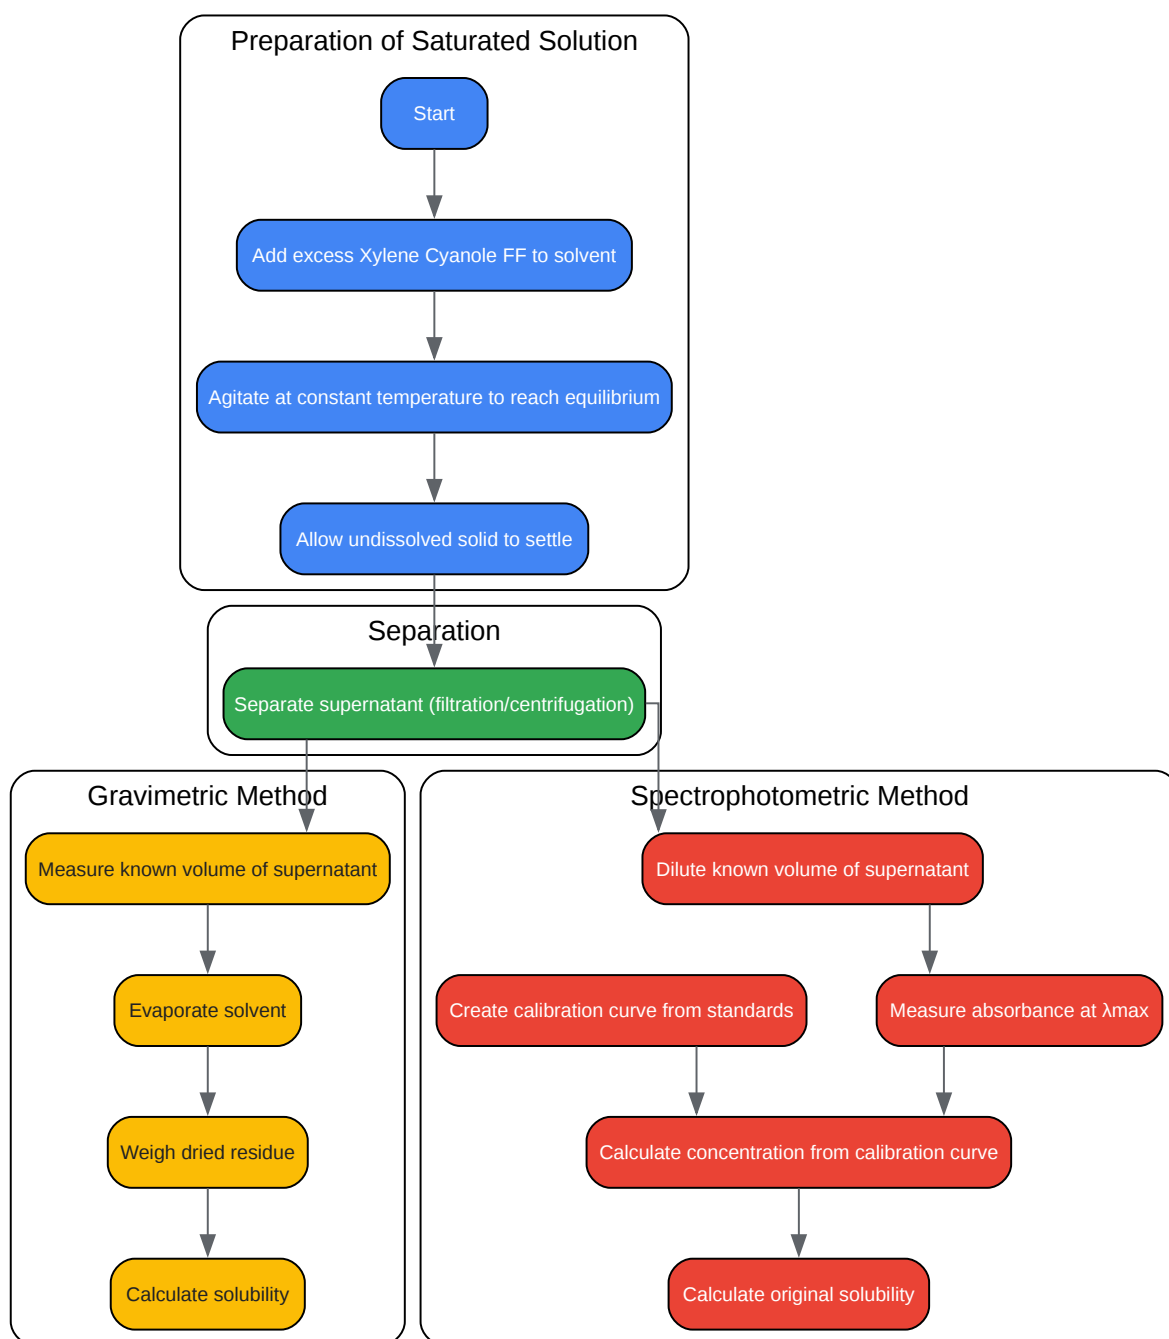 Preparation of Saturated Solution
Start
Add excess Xylene Cyanole FF to solvent
Agitate at constant temperature to reach equilibrium
Allow undissolved solid to settle
Separation
Separate supernatant (filtration/centrifugation)
Gravimetric Method
Measure known volume of supernatant
Evaporate solvent
Weigh dried residue
Calculate solubility
Spectrophotometric Method
Dilute known volume of supernatant
Create calibration curve from standards
Measure absorbance at λmax
Calculate concentration from calibration curve
Calculate original solubility